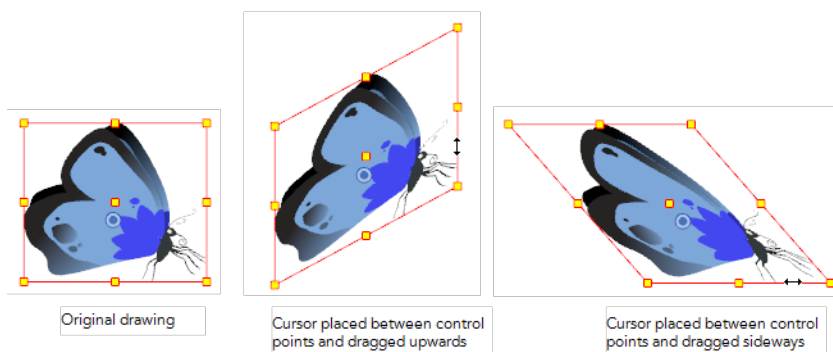 Original drawing
Cursor placed between control
points and dragged upwards
Cursor placed between control
points and dragged sideways